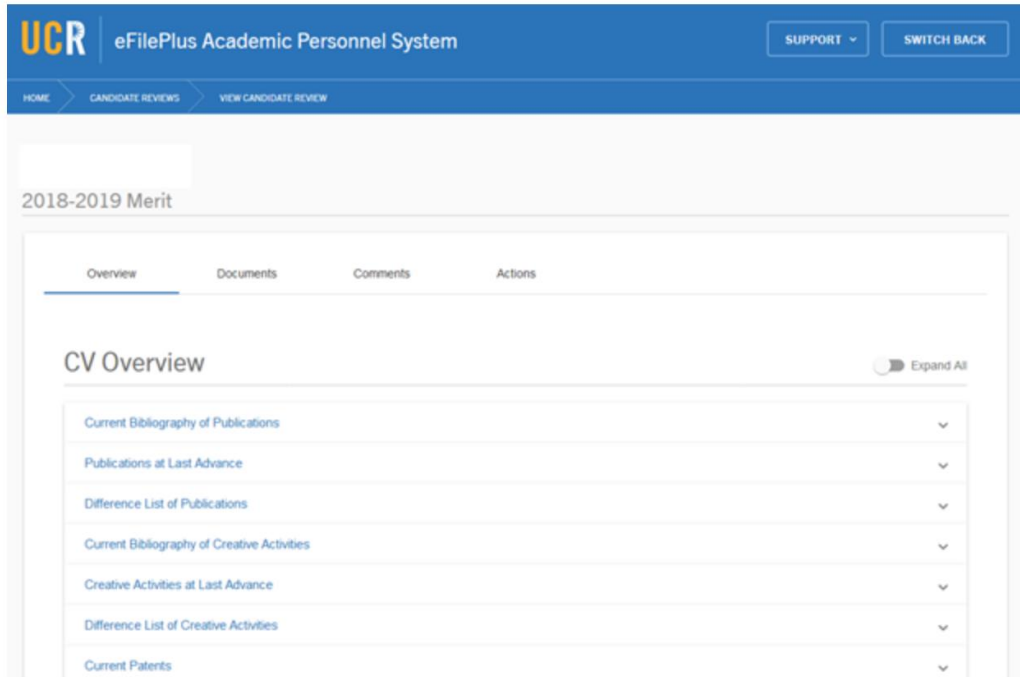 UCR eFilePlus Academic Personnel System SUPPORT SWITCH BACK
HOME CANDIDATE REVIEWS VIEW CANDIDATE REVIEW
2018-2019 Merit
Overview Documents Comments Actions
CV Overview Expand All
Current Bibliography of Publications
Publications at Last Advance
Difference List of Publications
Current Bibliography of Creative Activities
Creative Activities at Last Advance
Difference List of Creative Activities
Current Patents